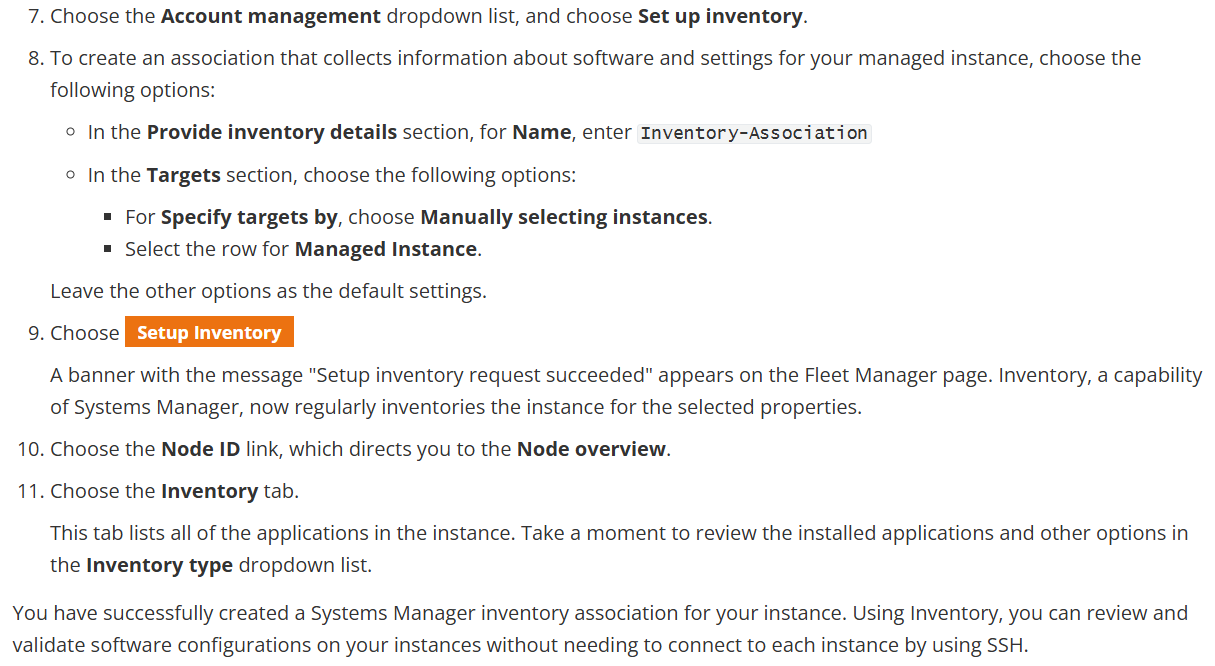 7. Choose the Account management dropdown list, and choose Set up inventory.
8. To create an association that collects information about software and settings for your managed instance, choose the
following options:
In the Provide inventory details section, for Name, enter Inventory-Association
In the Targets section, choose the following options:
For Specify targets by, choose Manually selecting instances.
Select the row for Managed Instance.
Leave the other options as the default settings.
9. Choose Setup Inventory
A banner with the message "Setup inventory request succeeded" appears on the Fleet Manager page. Inventory, a capability
of Systems Manager, now regularly inventories the instance for the selected properties.
10. Choose the Node ID link, which directs you to the Node overview.
11. Choose the Inventory tab.
This tab lists all of the applications in the instance. Take a moment to review the installed applications and other options in
the Inventory type dropdown list.
You have successfully created a Systems Manager inventory association for your instance. Using Inventory, you can review and
validate software configurations on your instances without needing to connect to each instance by using SSH.